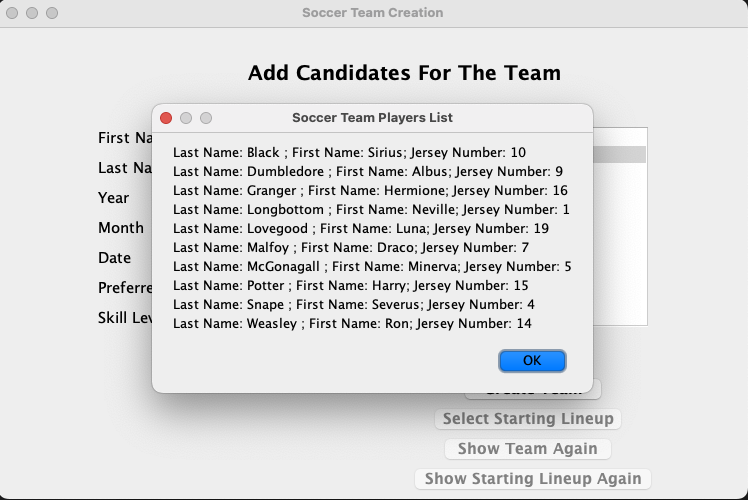 Soccer Team Creation
Add Candidates For The Team
Soccer Team Players List
Last Name: Black ; First Name: Sirius; Jersey Number: 10
Last Name: Dumbledore ; First Name: Albus; Jersey Number: 9
Last Name: Granger ; First Name: Hermione; Jersey Number: 16
Last Name: Longbottom ; First Name: Neville; Jersey Number: 1
Last Name: Lovegood ; First Name: Luna; Jersey Number: 19
Last Name: Malfoy ; First Name: Draco; Jersey Number: 7
Last Name: McGonagall ; First Name: Minerva; Jersey Number: 5
Last Name: Potter ; First Name: Harry; Jersey Number: 15
Last Name: Snape ; First Name: Severus; Jersey Number: 4
Last Name: Weasley ; First Name: Ron; Jersey Number: 14
OK
First Na
Last Na
Year
Month
Date
Preferre
Skill Lev
Create Team
Select Starting Lineup
Show Team Again
Show Starting Lineup Again